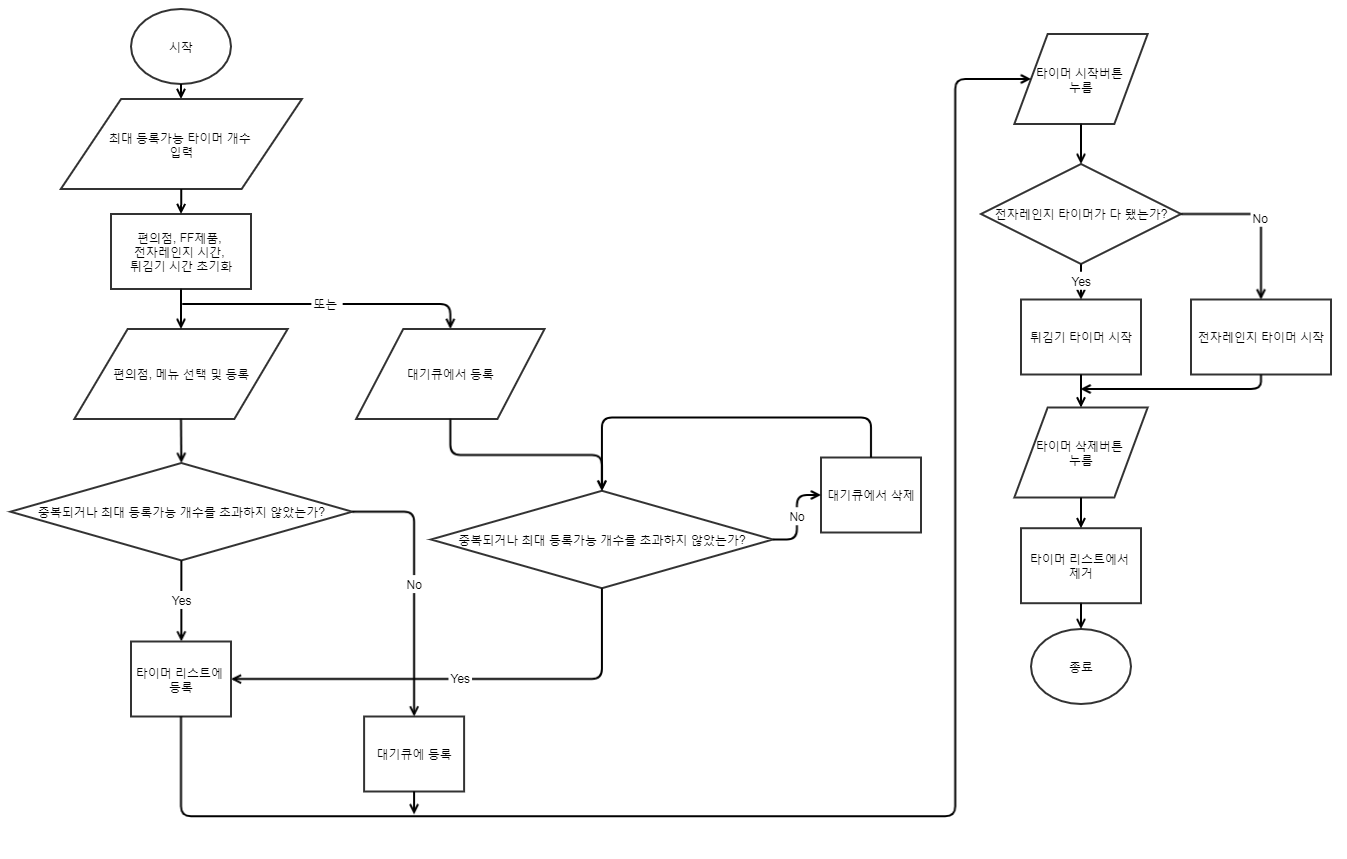 시작
최대 등록가능 타이머 개수
입력
편의점, FF제품,
전자레인지 시간,
튀김기 시간 초기화
또는
편의점, 메뉴 선택 및 등록
대기큐에서 등록
중복되거나 최대 등록가능 개수를 초과하지 않았는가?
No
Yes
중복되거나 최대 등록가능 개수를 초과하지 않았는가?
No
대기큐에서 삭제
Yes
타이머 리스트에
등록
대기큐에 등록
타이머 시작버튼
누름
전자레인지 타이머가 다 됐는가?
No
Yes
튀김기 타이머 시작
전자레인지 타이머 시작
타이머 삭제버튼
누름
타이머 리스트에서
제거
종료